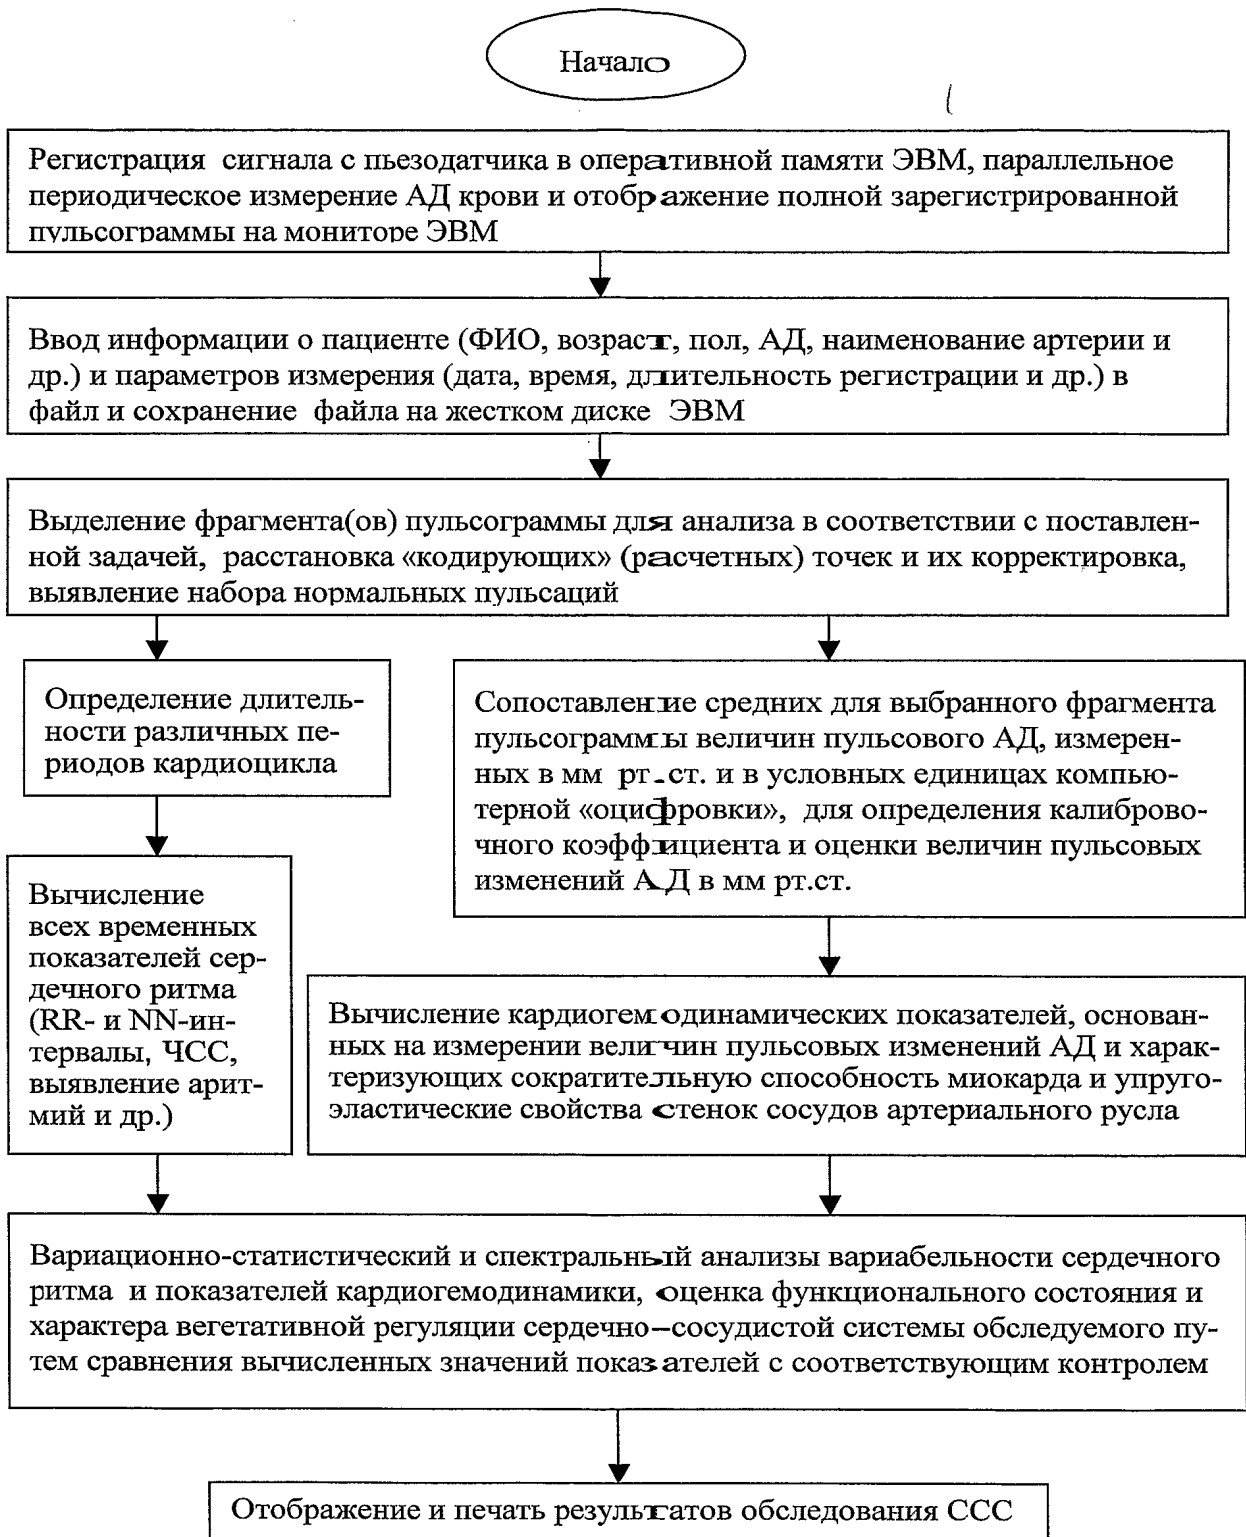 Начало
Регистрация сигнала с пьезодатчика в оперативной памяти ЭВМ, параллельное
периодическое измерение АД крови и отображение полной зарегистрированной
пульсограммы на мониторе ЭВМ
Ввод информации о пациенте (ФИО, возраст, пол, АД, наименование артерии и
др.) и параметров измерения (дата, время, длительность регистрации и др.) в
файл и сохранение файла на жестком диске ЭВМ
Выделение фрагмента(ов) пульсограммы для анализа в соответствии с поставлен-
ной задачей, расстановка «кодирующих» (расчетных) точек и их корректировка,
выявление набора нормальных пульсаций
Определение длитель-
ности различных пе-
риодов кардиоцикла
Вычисление
всех временных
показателей сер-
дечного ритма
(RR- и NN-ин-
тервалы, ЧСС,
выявление арит-
мий и др.)
Сопоставление средних для выбранного фрагмента
пульсограммы величин пульсового АД, измерен-
ных в мм рт.ст. и в условных единицах компью-
терной «оцифровки», для определения калиброво-
чного коэффициента и оценки величин пульсовых
изменений АД в мм рт.ст.
Вычисление кардиогемодинамических показателей, основан-
ных на измерении величин пульсовых изменений АД и харак-
теризующих сократительную способность миокарда и упруго-
эластические свойства стенок сосудов артериального русла
Вариационно-статистический и спектральный анализы вариабельности сердечного
ритма и показателей кардиогемодинамики, оценка функционального состояния и
характера вегетативной регуляции сердечно–сосудистой системы обследуемого пу-
тем сравнения вычисленных значений показателей с соответствующим контролем
Отображение и печать результатов обследования ССС